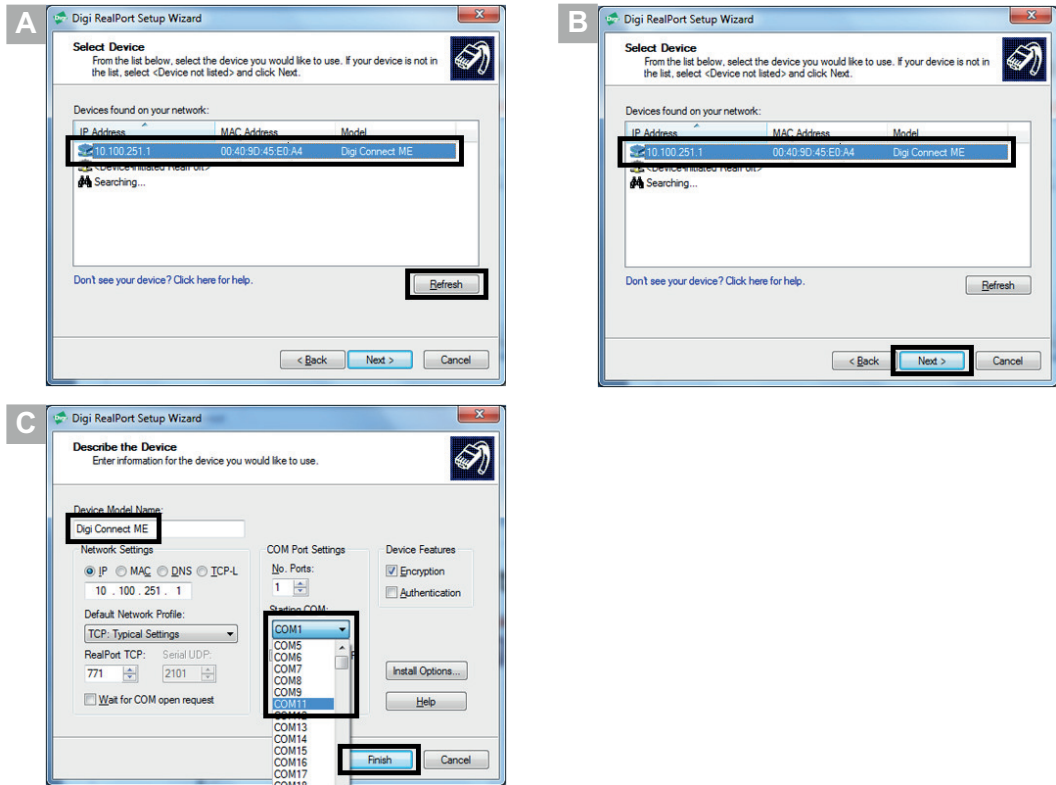 A
Digi RealPort Setup Wizard
Select Device
From the list below, select the device you would like to use. If your device is not in
the list, select <Device not listed> and click Next.
Devices found on your network:
IP Address MAC Address Model
10.100.251.1 00:40:9D:45:E0:A4 Digi Connect ME
<Device-Initiated RealPort>
Searching...
Don't see your device? Click here for help.
Refresh
< Back Next > Cancel
B
Digi RealPort Setup Wizard
Select Device
From the list below, select the device you would like to use. If your device is not in
the list, select <Device not listed> and click Next.
Devices found on your network:
IP Address MAC Address Model
10.100.251.1 00:40:9D:45:E0:A4 Digi Connect ME
<Device-Initiated RealPort>
Searching...
Don't see your device? Click here for help.
Refresh
< Back Next > Cancel
C
Digi RealPort Setup Wizard
Describe the Device
Enter information for the device you would like to use.
Device Model Name:
Digi Connect ME
Network Settings
IP MAC DNS TCP-L
10 . 100 . 251 . 1
Default Network Profile:
TCP: Typical Settings
RealPort TCP: Serial UDP:
771 2101
Wait for COM open request
COM Port Settings
No. Ports:
1
Starting COM:
COM1
COM5
COM6
COM7
COM8
COM9
COM11
COM12
COM13
COM14
COM15
COM16
COM17
COM18
Device Features
Encryption
Authentication
Install Options...
Help
Finish Cancel